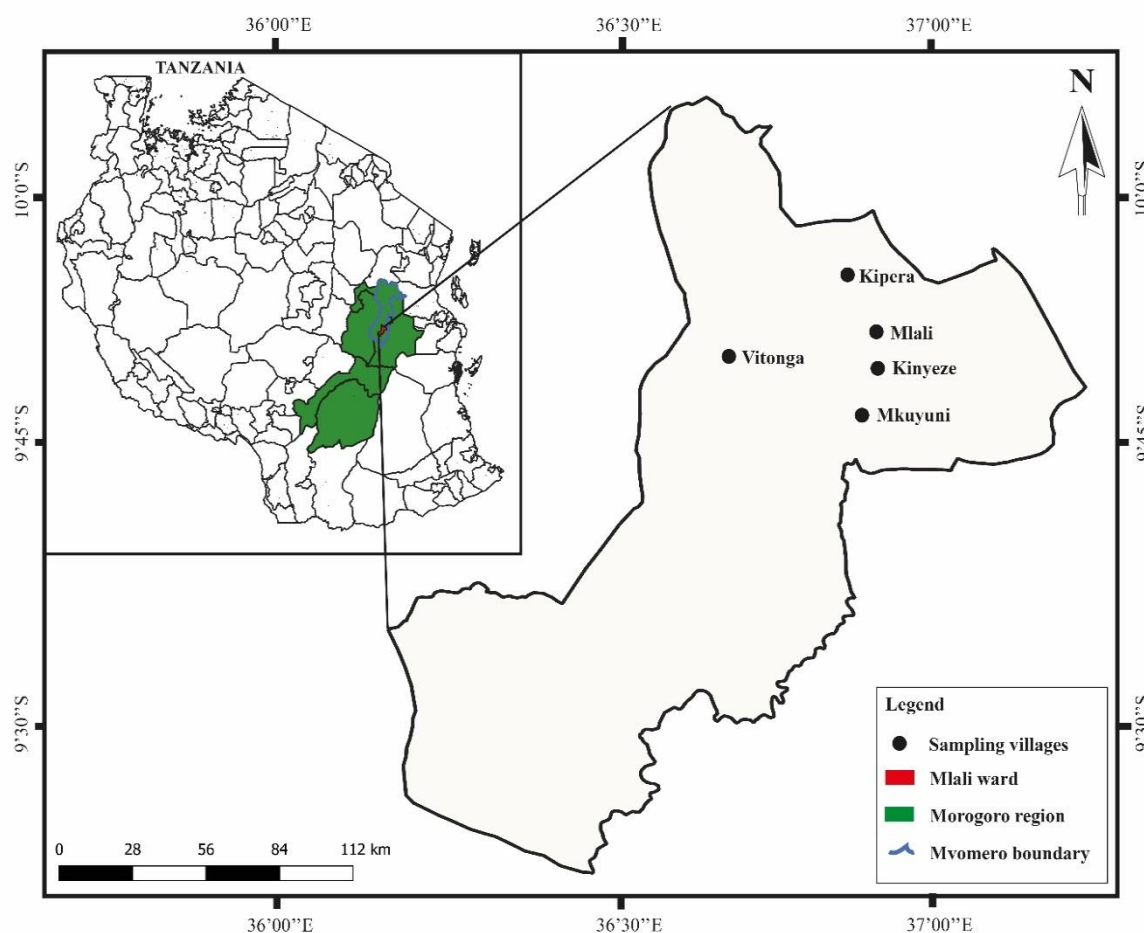 36’00’’E 36’30’’E 37’00’’E
TANZANIA
N
10’0’’S 10’0’’S
Kipera
Mlali
Vitonga
Kinyeze
Mkuyuni
9’45’’S 9’45’’S
9’30’’S 9’30’’S
Legend
Sampling villages
Mlali ward
Morogoro region
Mvomero boundary
0 28 56 84 112 km
36’00’’E 36’30’’E 37’00’’E